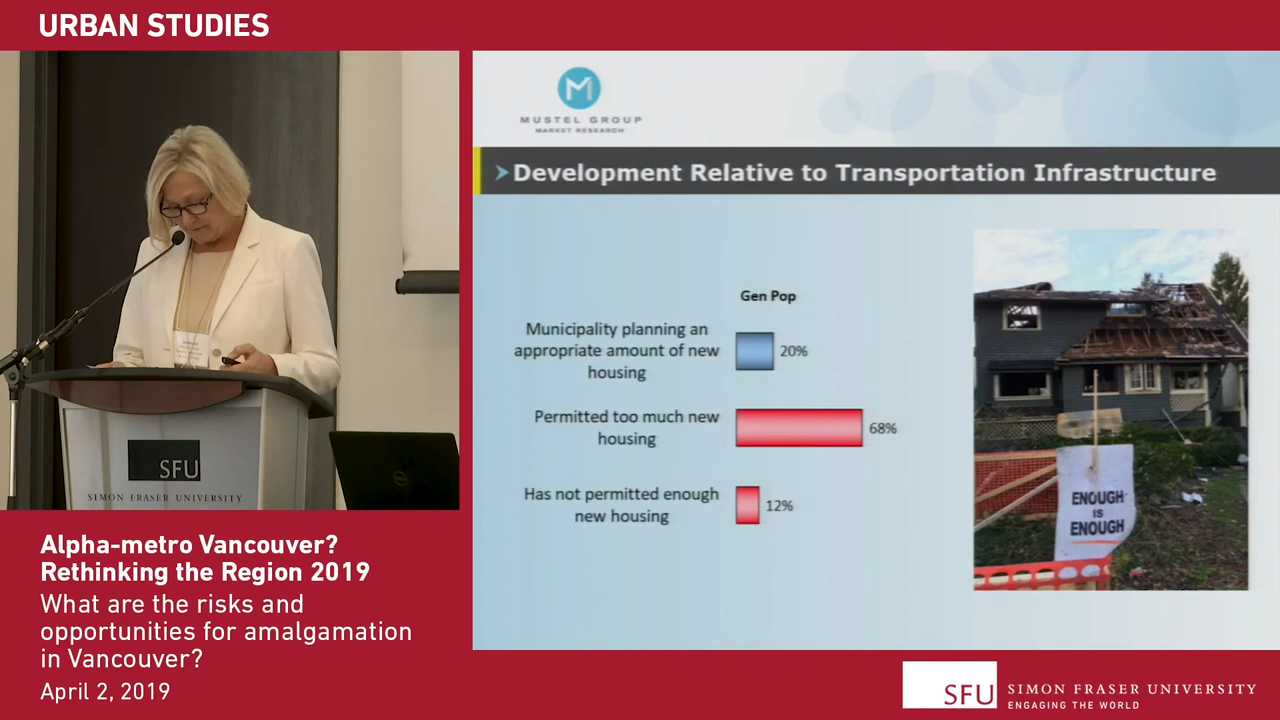 URBAN STUDIES
M
MUSTEL GROUP
MARKET RESEARCH
Development Relative to Transportation Infrastructure
Gen Pop
Municipality planning an
appropriate amount of new
housing
20%
Permitted too much new
housing
68%
Has not permitted enough
new housing
12%
ENOUGH
IS
ENOUGH
SFU
SIMON FRASER UNIVERSITY
Alpha-metro Vancouver?
Rethinking the Region 2019
What are the risks and
opportunities for amalgamation
in Vancouver?
April 2, 2019
SFU
SIMON FRASER UNIVERSITY
ENGAGING THE WORLD